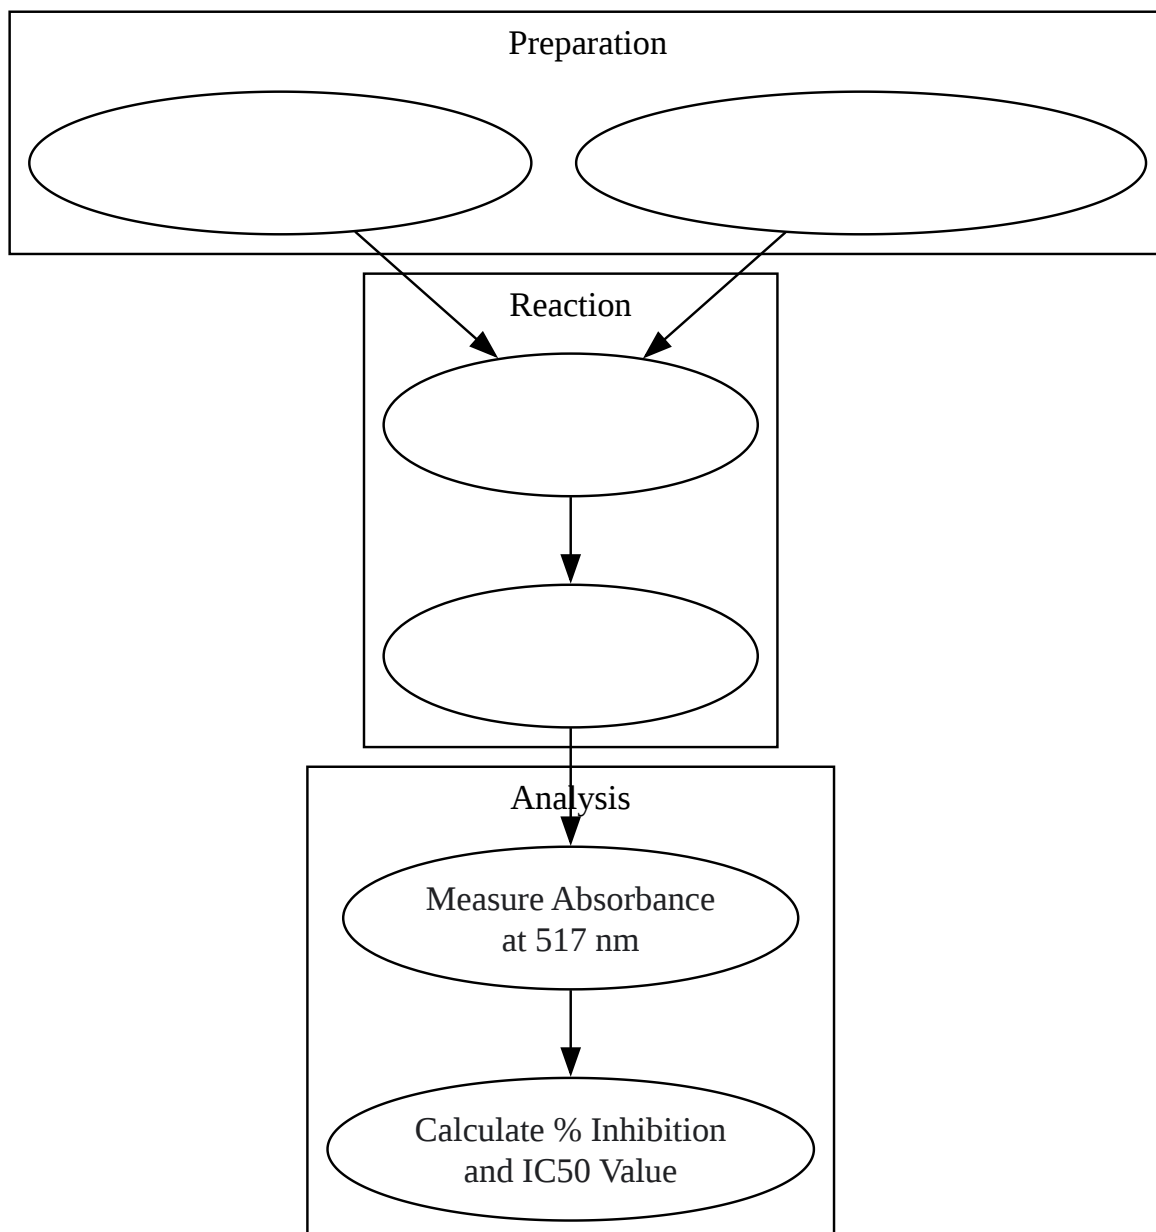 Preparation
Reaction
Analysis
Measure Absorbance
at 517 nm
Calculate % Inhibition
and IC50 Value